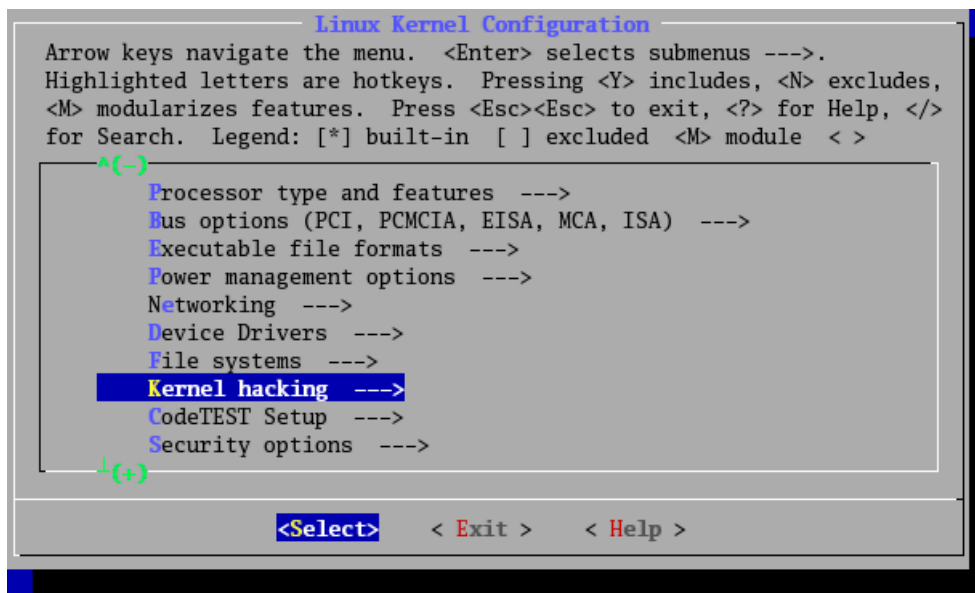 Linux Kernel Configuration
Arrow keys navigate the menu.  <Enter> selects submenus --->.
Highlighted letters are hotkeys.  Pressing <Y> includes, <N> excludes,
<M> modularizes features.  Press <Esc><Esc> to exit, <?> for Help, </>
for Search.  Legend: [*] built-in  [ ] excluded  <M> module  < >
^(-)
Processor type and features  --->
Bus options (PCI, PCMCIA, EISA, MCA, ISA)  --->
Executable file formats  --->
Power management options  --->
Networking  --->
Device Drivers  --->
File systems  --->
Kernel hacking  --->
CodeTEST Setup  --->
Security options  --->
┴(+)
<Select>    < Exit >    < Help >